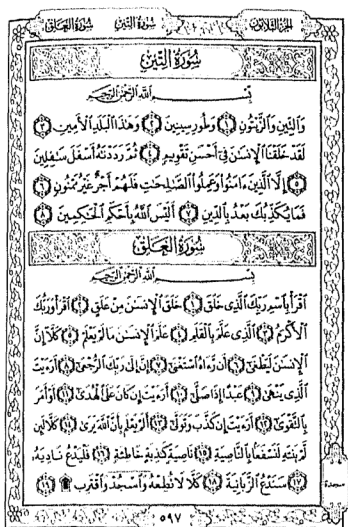 الجزء الثلاثون سورة التين سورة العلق
سُورَةُ التِّينِ
بِسْمِ اللَّهِ الرَّحْمَٰنِ الرَّحِيمِ
وَالتِّينِ وَالزَّيْتُونِ ١ وَطُورِ سِينِينَ ٢ وَهَٰذَا الْبَلَدِ الْأَمِينِ ٣
لَقَدْ خَلَقْنَا الْإِنسَانَ فِي أَحْسَنِ تَقْوِيمٍ ٤ ثُمَّ رَدَدْنَاهُ أَسْفَلَ سَافِلِينَ
٥ إِلَّا الَّذِينَ آمَنُوا وَعَمِلُوا الصَّالِحَاتِ فَلَهُمْ أَجْرٌ غَيْرُ مَمْنُونٍ ٦
فَمَا يُكَذِّبُكَ بَعْدُ بِالدِّينِ ٧ أَلَيْسَ اللَّهُ بِأَحْكَمِ الْحَاكِمِينَ ٨
سُورَةُ الْعَلَقِ
بِسْمِ اللَّهِ الرَّحْمَٰنِ الرَّحِيمِ
اقْرَأْ بِاسْمِ رَبِّكَ الَّذِي خَلَقَ ١ خَلَقَ الْإِنسَانَ مِنْ عَلَقٍ ٢ اقْرَأْ وَرَبُّكَ
الْأَكْرَمُ ٣ الَّذِي عَلَّمَ بِالْقَلَمِ ٤ عَلَّمَ الْإِنسَانَ مَا لَمْ يَعْلَمْ ٥ كَلَّا إِنَّ
الْإِنسَانَ لَيَطْغَىٰ ٦ أَن رَّآهُ اسْتَغْنَىٰ ٧ إِنَّ إِلَىٰ رَبِّكَ الرُّجْعَىٰ ٨ أَرَأَيْتَ
الَّذِي يَنْهَىٰ ٩ عَبْدًا إِذَا صَلَّىٰ ١٠ أَرَأَيْتَ إِن كَانَ عَلَى الْهُدَىٰ ١١ أَوْ أَمَرَ
بِالتَّقْوَىٰ ١٢ أَرَأَيْتَ إِن كَذَّبَ وَتَوَلَّىٰ ١٣ أَلَمْ يَعْلَم بِأَنَّ اللَّهَ يَرَىٰ ١٤ كَلَّا لَئِن
لَّمْ يَنتَهِ لَنَسْفَعًا بِالنَّاصِيَةِ ١٥ نَاصِيَةٍ كَاذِبَةٍ خَاطِئَةٍ ١٦ فَلْيَدْعُ نَادِيَهُ
١٧ سَنَدْعُ الزَّبَانِيَةَ ١٨ كَلَّا لَا تُطِعْهُ وَاسْجُدْ وَاقْتَرِب ۩ ١٩
سجدة
٥٩٧